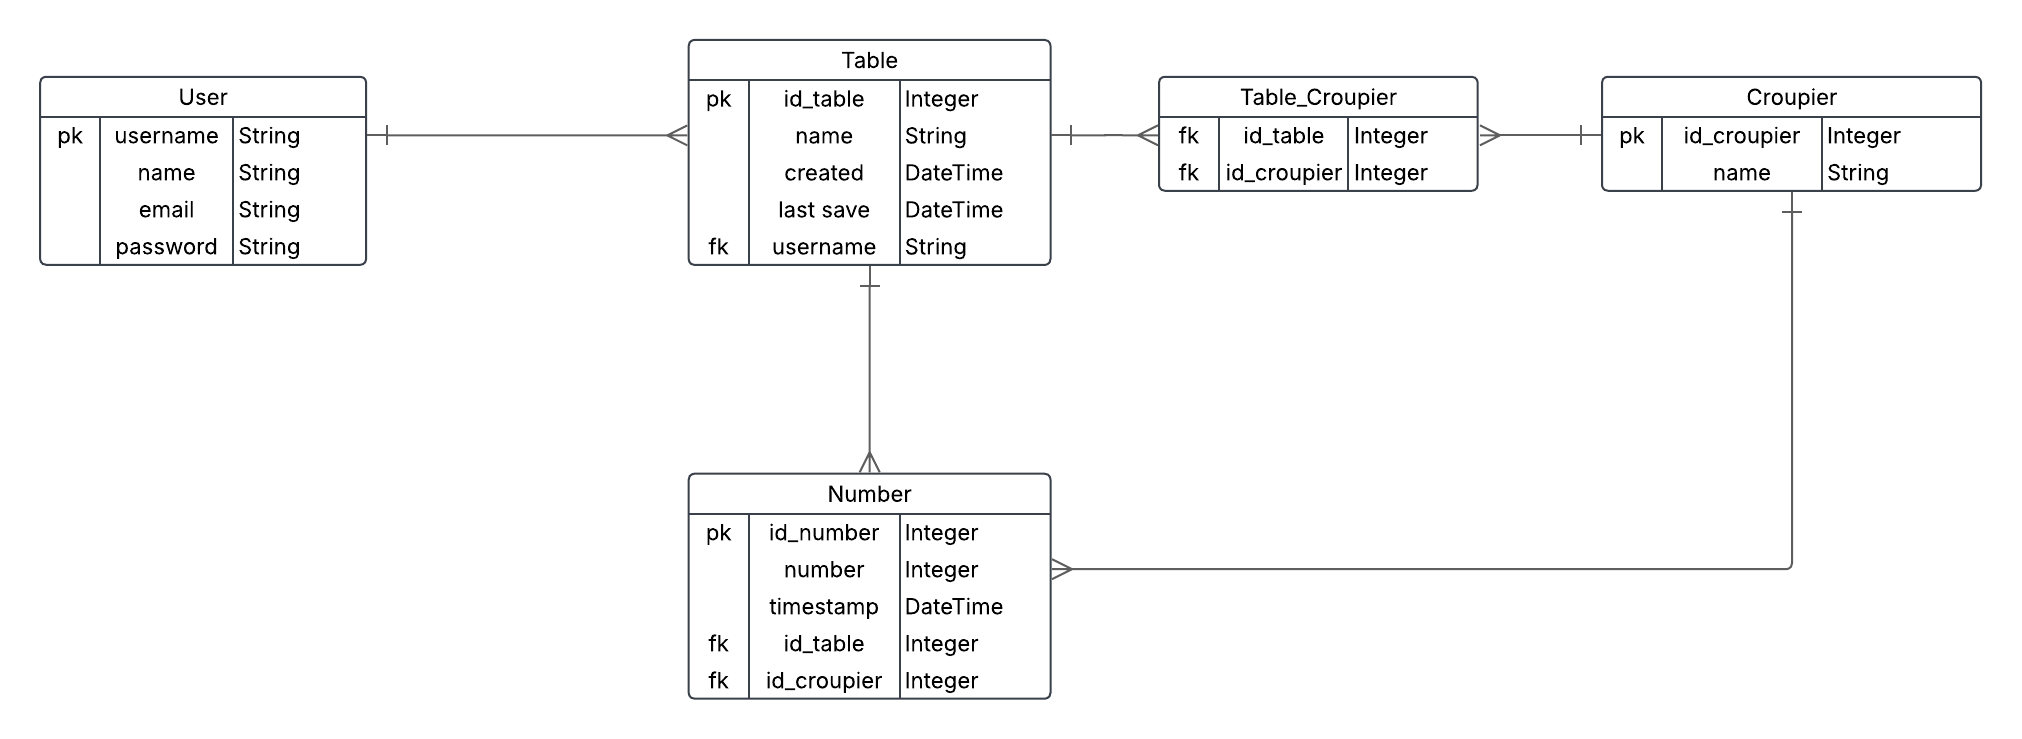 User
pk username String
name String
email String
password String
Table
pk id_table Integer
name String
created DateTime
last save DateTime
fk username String
Table_Croupier
fk id_table Integer
fk id_croupier Integer
Croupier
pk id_croupier Integer
name String
Number
pk id_number Integer
number Integer
timestamp DateTime
fk id_table Integer
fk id_croupier Integer